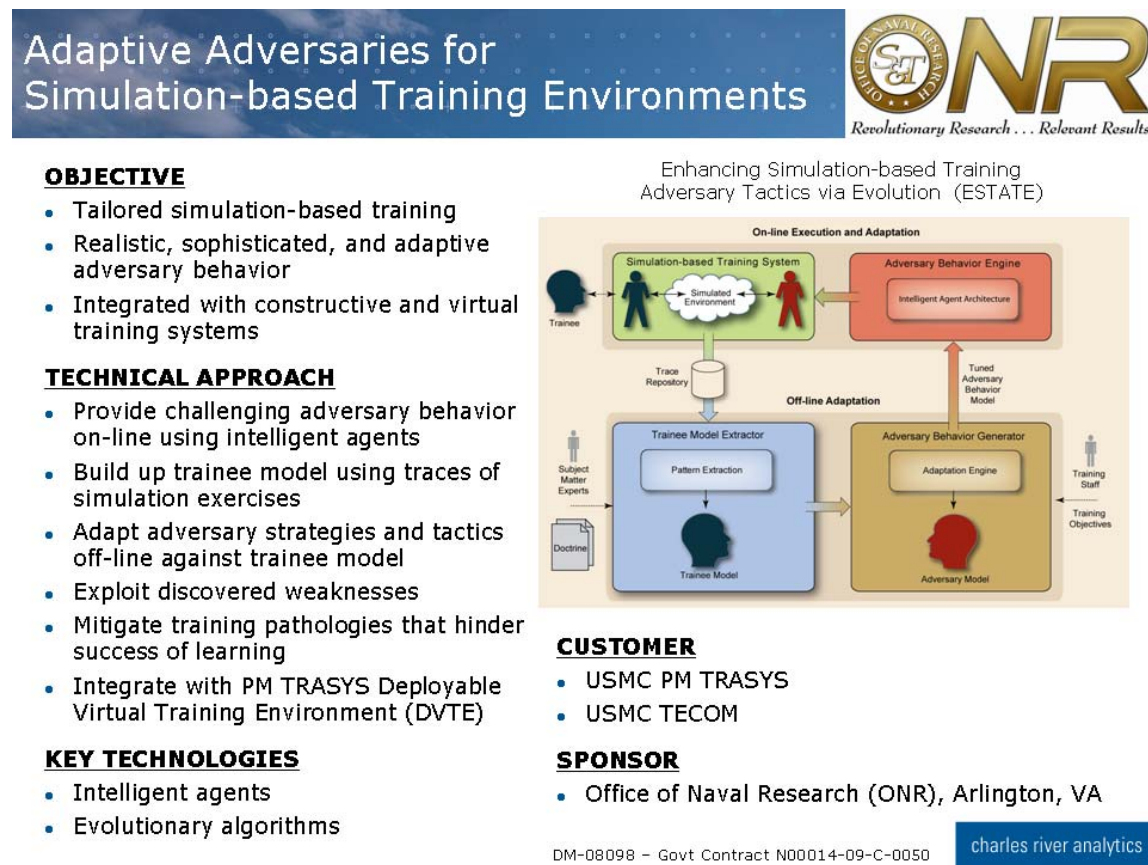 Adaptive Adversaries for
Simulation-based Training Environments
OFFICE OF NAVAL RESEARCH
S&T
NR
Revolutionary Research . . . Relevant Results
OBJECTIVE
• Tailored simulation-based training
• Realistic, sophisticated, and adaptive
adversary behavior
• Integrated with constructive and virtual
training systems
TECHNICAL APPROACH
• Provide challenging adversary behavior
on-line using intelligent agents
• Build up trainee model using traces of
simulation exercises
• Adapt adversary strategies and tactics
off-line against trainee model
• Exploit discovered weaknesses
• Mitigate training pathologies that hinder
success of learning
• Integrate with PM TRASYS Deployable
Virtual Training Environment (DVTE)
KEY TECHNOLOGIES
• Intelligent agents
• Evolutionary algorithms
Enhancing Simulation-based Training
Adversary Tactics via Evolution (ESTATE)
On-line Execution and Adaptation
Simulation-based Training System
Simulated
Environment
Trainee
Adversary Behavior Engine
Intelligent Agent Architecture
Trace
Repository
Tuned
Adversary
Behavior
Model
Off-line Adaptation
Trainee Model Extractor
Pattern Extraction
Trainee Model
Subject
Matter
Experts
Doctrine
Adversary Behavior Generator
Adaptation Engine
Adversary Model
Training
Staff
Training
Objectives
CUSTOMER
• USMC PM TRASYS
• USMC TECOM
SPONSOR
• Office of Naval Research (ONR), Arlington, VA
DM-08098 – Govt Contract N00014-09-C-0050
charles river analytics